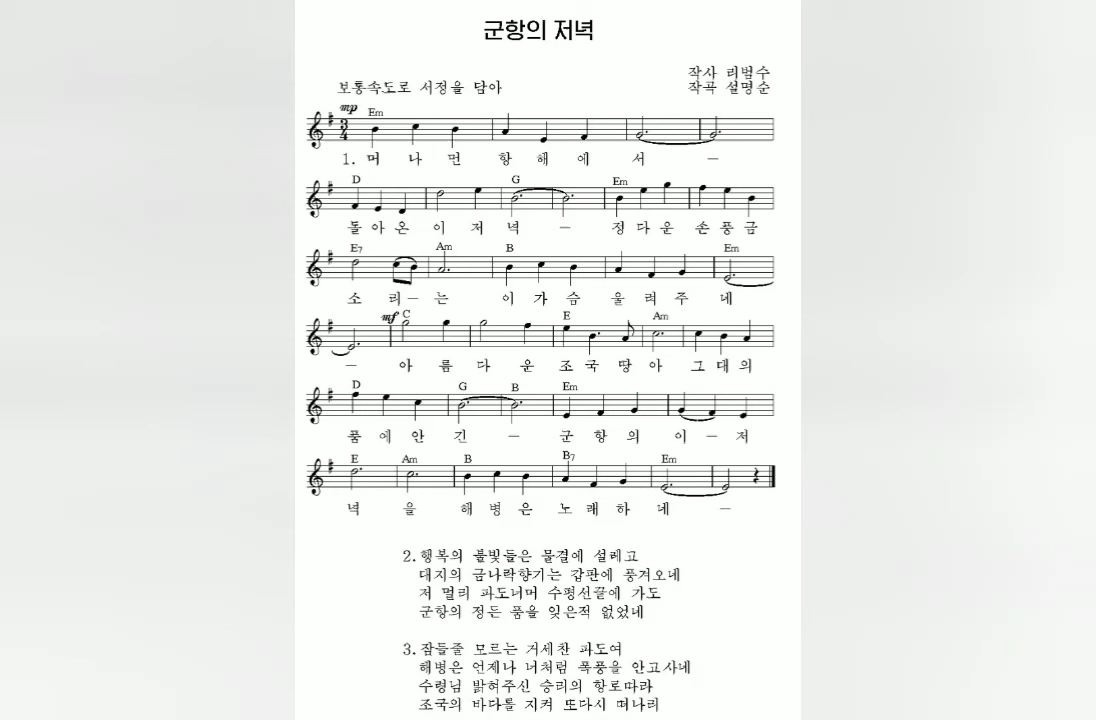 군항의 저녁
작사 리범수
보통속도로 서정을 담아
작곡 설명순
mp
Em
3
4
1. 머 나 먼 항 해 에 서 –
D G Em
돌 아 온 이 저 녁 – 정 다 운 손 풍 금
E7 Am B Em
소 리 – 는 이 가 슴 울 려 주 네
mf C E Am
– 아 름 다 운 조 국 땅 아 그 대 의
D G B Em
품 에 안 긴 – 군 항 의 이 – 저
E Am B B7 Em
녁 을 해 병 은 노 래 하 네 –
2. 행복의 불빛들은 물결에 설레고
대지의 금나락향기는 갑판에 풍겨오네
저 멀리 파도너머 수평선끝에 가도
군항의 정든 품을 잊은적 없었네
3. 잠들줄 모르는 거세찬 파도여
해병은 언제나 너처럼 폭풍을 안고사네
수령님 밝혀주신 승리의 항로따라
조국의 바다를 지켜 또다시 떠나리